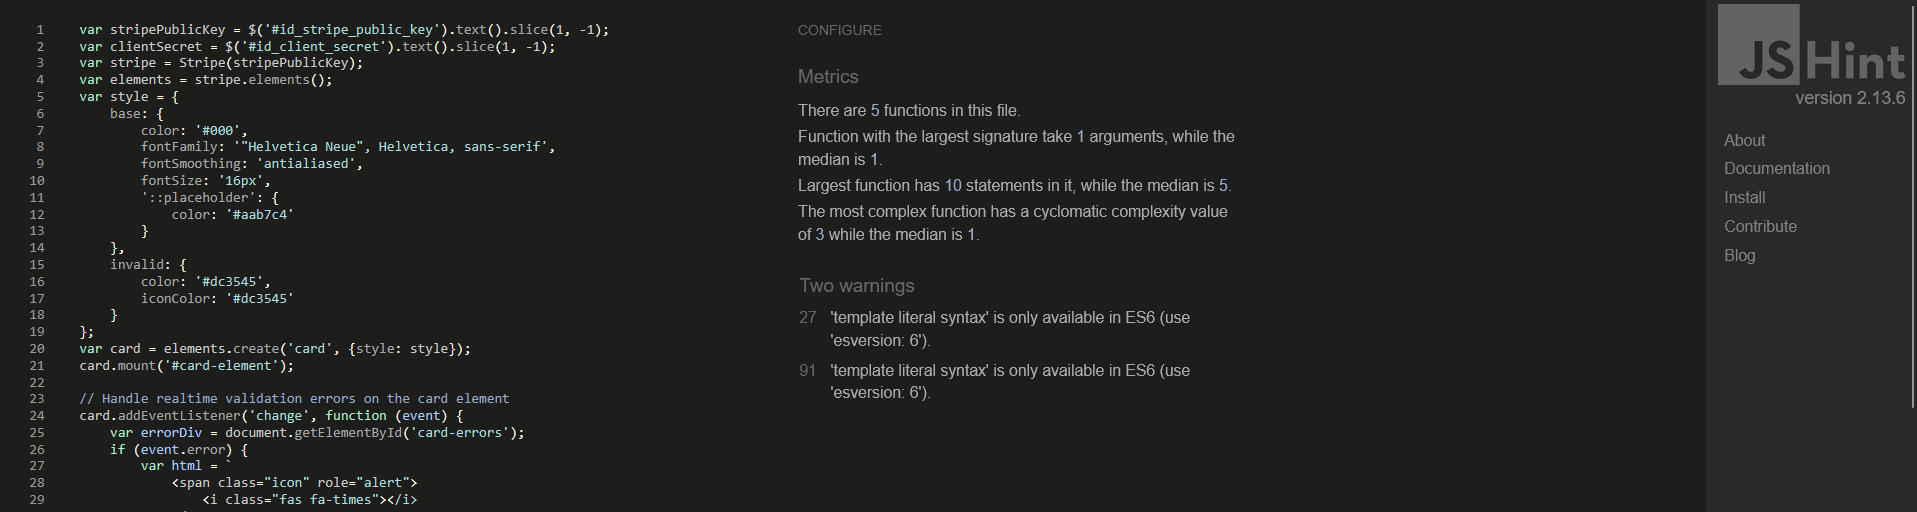 1 var stripePublicKey = $('#id_stripe_public_key').text().slice(1, -1);
2 var clientSecret = $('#id_client_secret').text().slice(1, -1);
3 var stripe = Stripe(stripePublicKey);
4 var elements = stripe.elements();
5 var style = {
6 base: {
7 color: '#000',
8 fontFamily: '"Helvetica Neue", Helvetica, sans-serif',
9 fontSmoothing: 'antialiased',
10 fontSize: '16px',
11 '::placeholder': {
12 color: '#aab7c4'
13 }
14 },
15 invalid: {
16 color: '#dc3545',
17 iconColor: '#dc3545'
18 }
19 };
20 var card = elements.create('card', {style: style});
21 card.mount('#card-element');
22
23 // Handle realtime validation errors on the card element
24 card.addEventListener('change', function (event) {
25 var errorDiv = document.getElementById('card-errors');
26 if (event.error) {
27 var html = `
28 <span class="icon" role="alert">
29 <i class="fas fa-times"></i>
CONFIGURE
Metrics
There are 5 functions in this file.
Function with the largest signature take 1 arguments, while the
median is 1.
Largest function has 10 statements in it, while the median is 5.
The most complex function has a cyclomatic complexity value
of 3 while the median is 1.
Two warnings
27 'template literal syntax' is only available in ES6 (use
'esversion: 6').
91 'template literal syntax' is only available in ES6 (use
'esversion: 6').
JSHint
version 2.13.6
About
Documentation
Install
Contribute
Blog